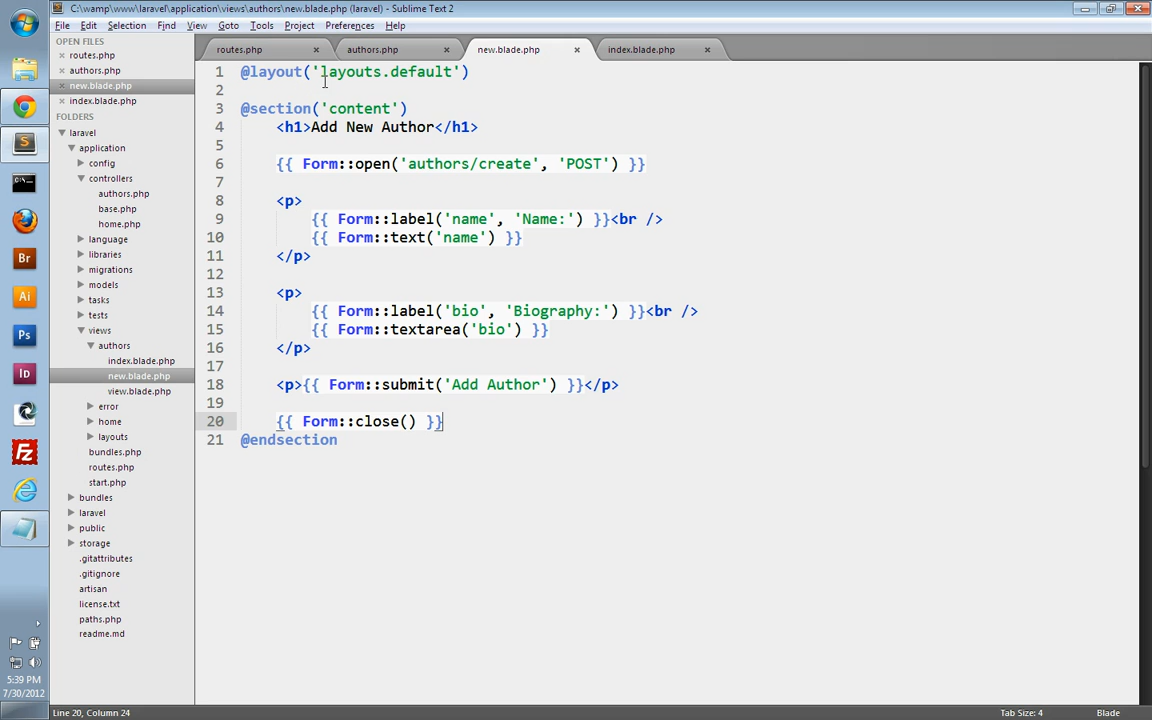 C:\wamp\www\laravel\application\views\authors\new.blade.php (laravel) - Sublime Text 2
File Edit Selection Find View Goto Tools Project Preferences Help
OPEN FILES
× routes.php
× authors.php
× new.blade.php
× index.blade.php
FOLDERS
laravel
application
config
controllers
authors.php
base.php
home.php
language
libraries
migrations
models
tasks
tests
views
authors
index.blade.php
new.blade.php
view.blade.php
error
home
layouts
bundles.php
routes.php
start.php
bundles
laravel
public
storage
.gitattributes
.gitignore
artisan
license.txt
paths.php
readme.md
routes.php × authors.php × new.blade.php × index.blade.php ×
1 @layout('layouts.default')
2
3 @section('content')
4 <h1>Add New Author</h1>
5
6 {{ Form::open('authors/create', 'POST') }}
7
8 <p>
9 {{ Form::label('name', 'Name:') }}<br />
10 {{ Form::text('name') }}
11 </p>
12
13 <p>
14 {{ Form::label('bio', 'Biography:') }}<br />
15 {{ Form::textarea('bio') }}
16 </p>
17
18 <p>{{ Form::submit('Add Author') }}</p>
19
20 {{ Form::close() }}
21 @endsection
Br
Ai
Ps
Id
Fz
5:39 PM
7/30/2012
Line 20, Column 24
Tab Size: 4
Blade